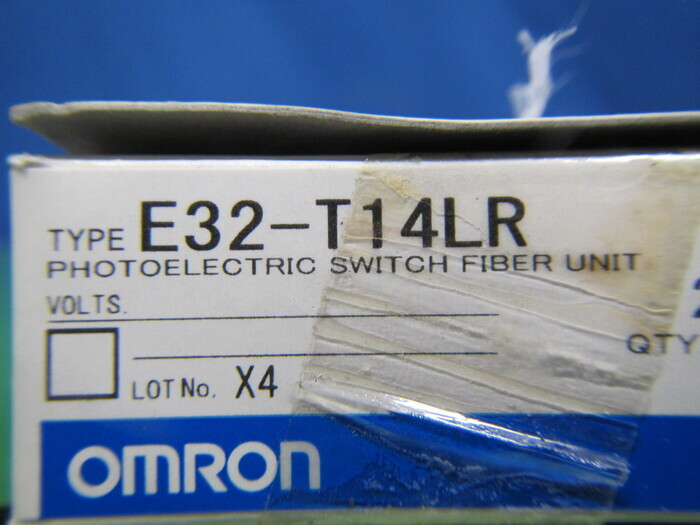 TYPE E32-T14LR
PHOTOELECTRIC SWITCH FIBER UNIT
VOLTS.
QTY
LOT No. X4
OMRON